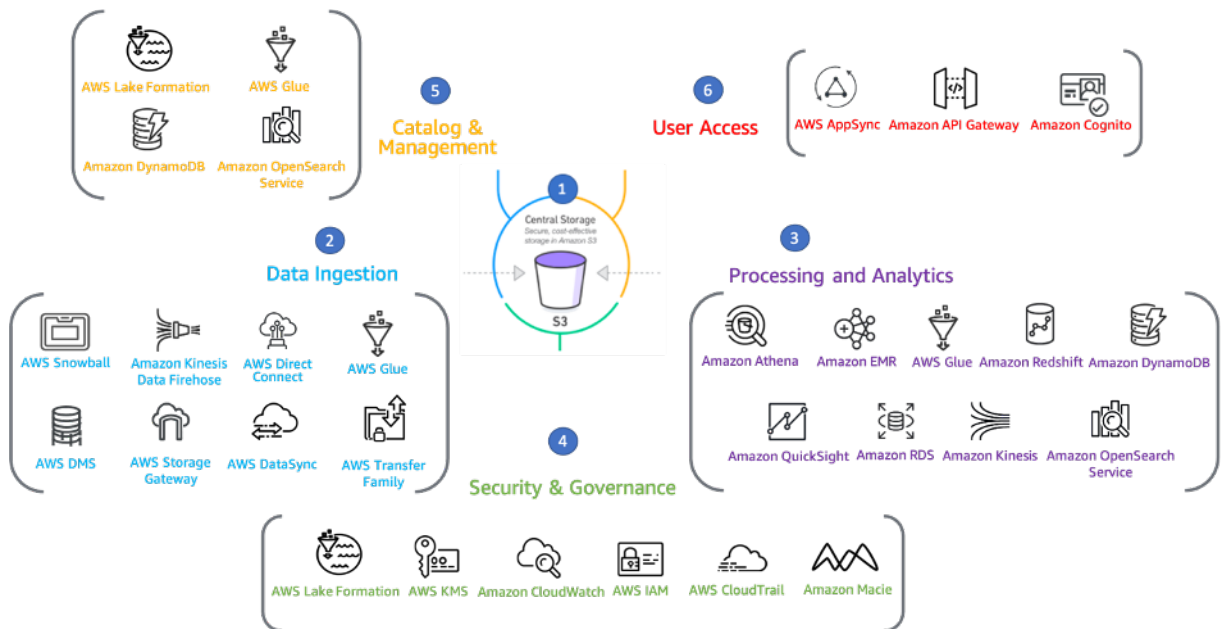 AWS Lake Formation
AWS Glue
Amazon DynamoDB
Amazon OpenSearch
Service
5
Catalog &
Management
6
User Access
AWS AppSync
Amazon API Gateway
Amazon Cognito
1
Central Storage
Secure, cost-effective
storage in Amazon S3
S3
2
Data Ingestion
AWS Snowball
Amazon Kinesis
Data Firehose
AWS Direct
Connect
AWS Glue
AWS DMS
AWS Storage
Gateway
AWS DataSync
AWS Transfer
Family
3
Processing and Analytics
Amazon Athena
Amazon EMR
AWS Glue
Amazon Redshift
Amazon DynamoDB
Amazon QuickSight
Amazon RDS
Amazon Kinesis
Amazon OpenSearch
Service
4
Security & Governance
AWS Lake Formation
AWS KMS
Amazon CloudWatch
AWS IAM
AWS CloudTrail
Amazon Macie